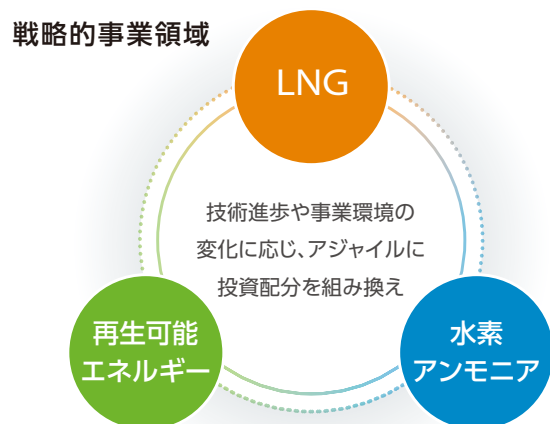 戦略的事業領域
LNG
技術進歩や事業環境の
変化に応じ、アジャイルに
投資配分を組み換え
再生可能
エネルギー
水素
アンモニア